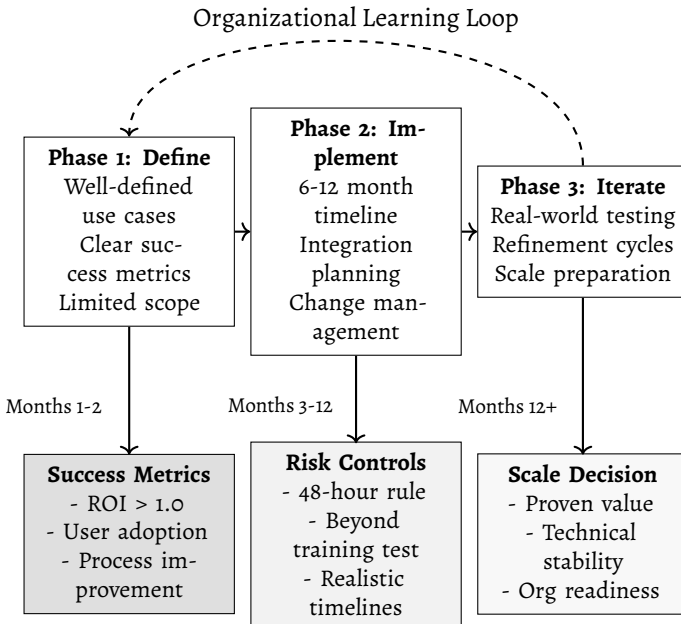 Organizational Learning Loop
Phase 1: Define
Well-defined
use cases
Clear suc-
cess metrics
Limited scope
Phase 2: Im-
plement
6-12 month
timeline
Integration
planning
Change man-
agement
Phase 3: Iterate
Real-world testing
Refinement cycles
Scale preparation
Months 1-2
Months 3-12
Months 12+
Success Metrics
- ROI > 1.0
- User adoption
- Process im-
provement
Risk Controls
- 48-hour rule
- Beyond
training test
- Realistic
timelines
Scale Decision
- Proven value
- Technical
stability
- Org readiness